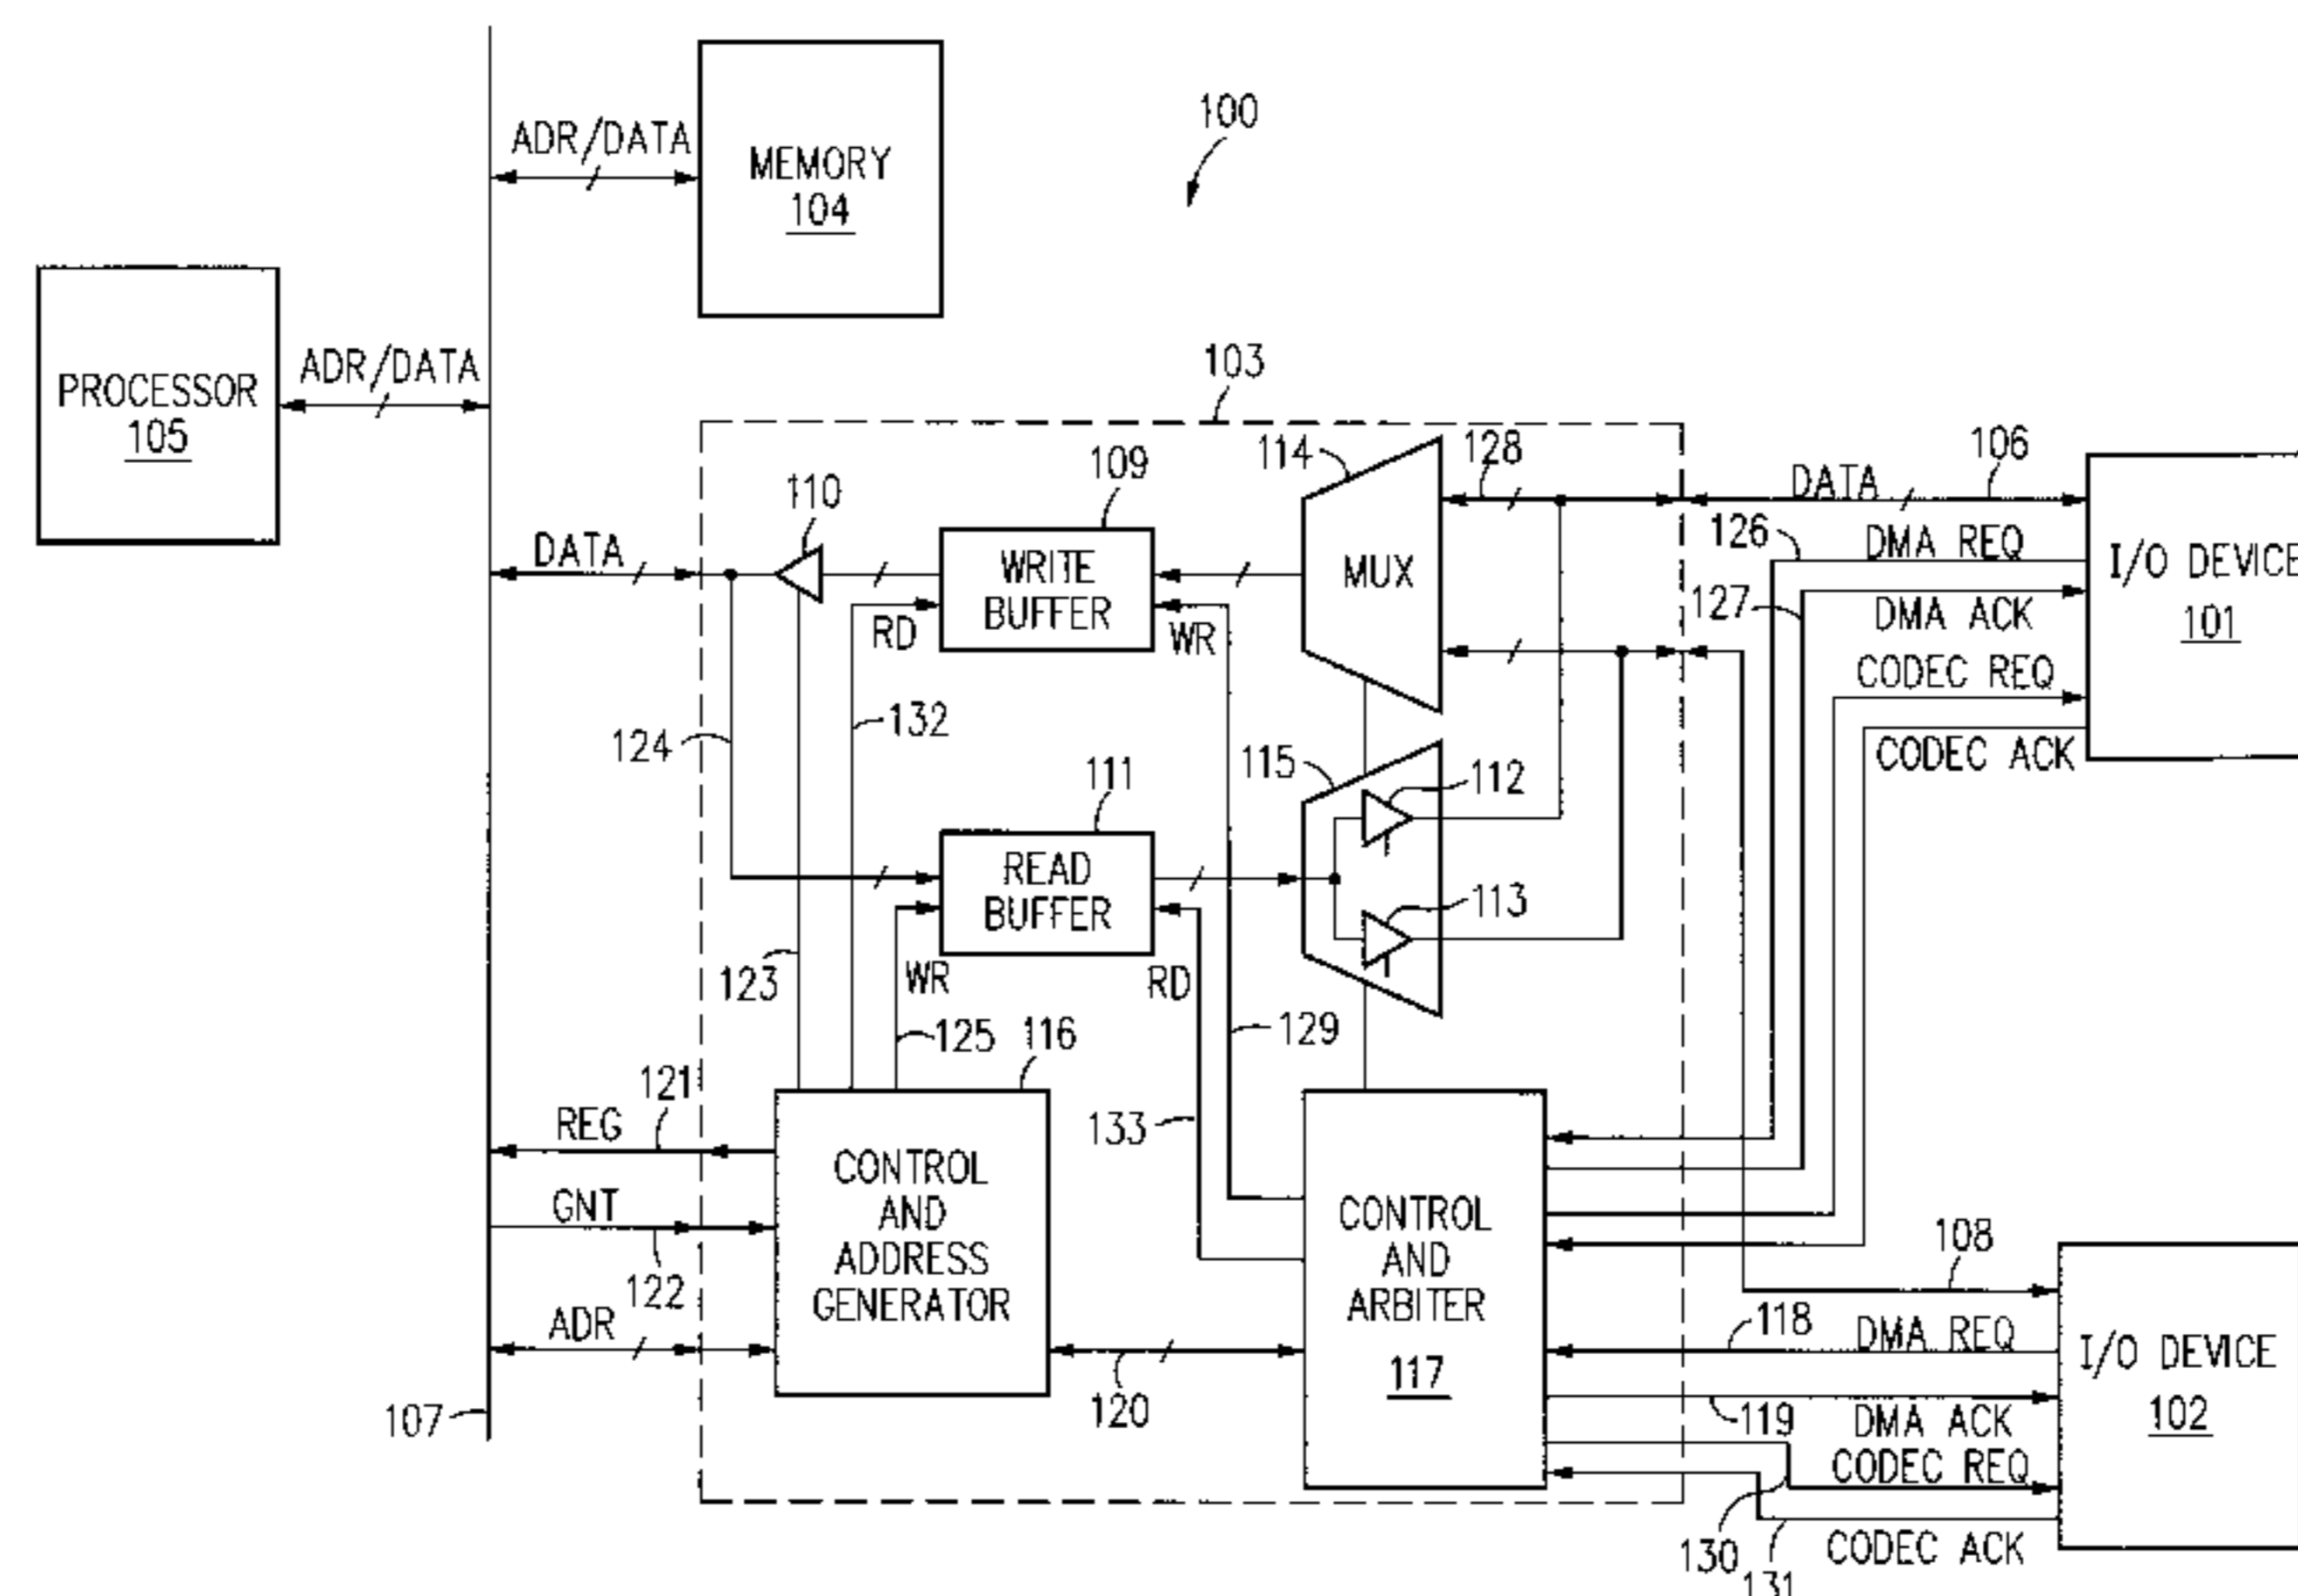 100
ADR/DATA
MEMORY
104
PROCESSOR
105
ADR/DATA
103
109
110
114
128
106
DATA
DATA
126
DMA REQ
I/O DEVICE
101
127
DMA ACK
CODEC REQ
CODEC ACK
WRITE
BUFFER
MUX
RD
WR
124
132
111
115
112
READ
BUFFER
113
123
WR
RD
125
116
129
121
REG
133
CONTROL
AND
ADDRESS
GENERATOR
GNT
122
ADR
CONTROL
AND
ARBITER
117
108
118
DMA REQ
I/O DEVICE
102
107
120
119
DMA ACK
CODEC REQ
130
131
CODEC ACK